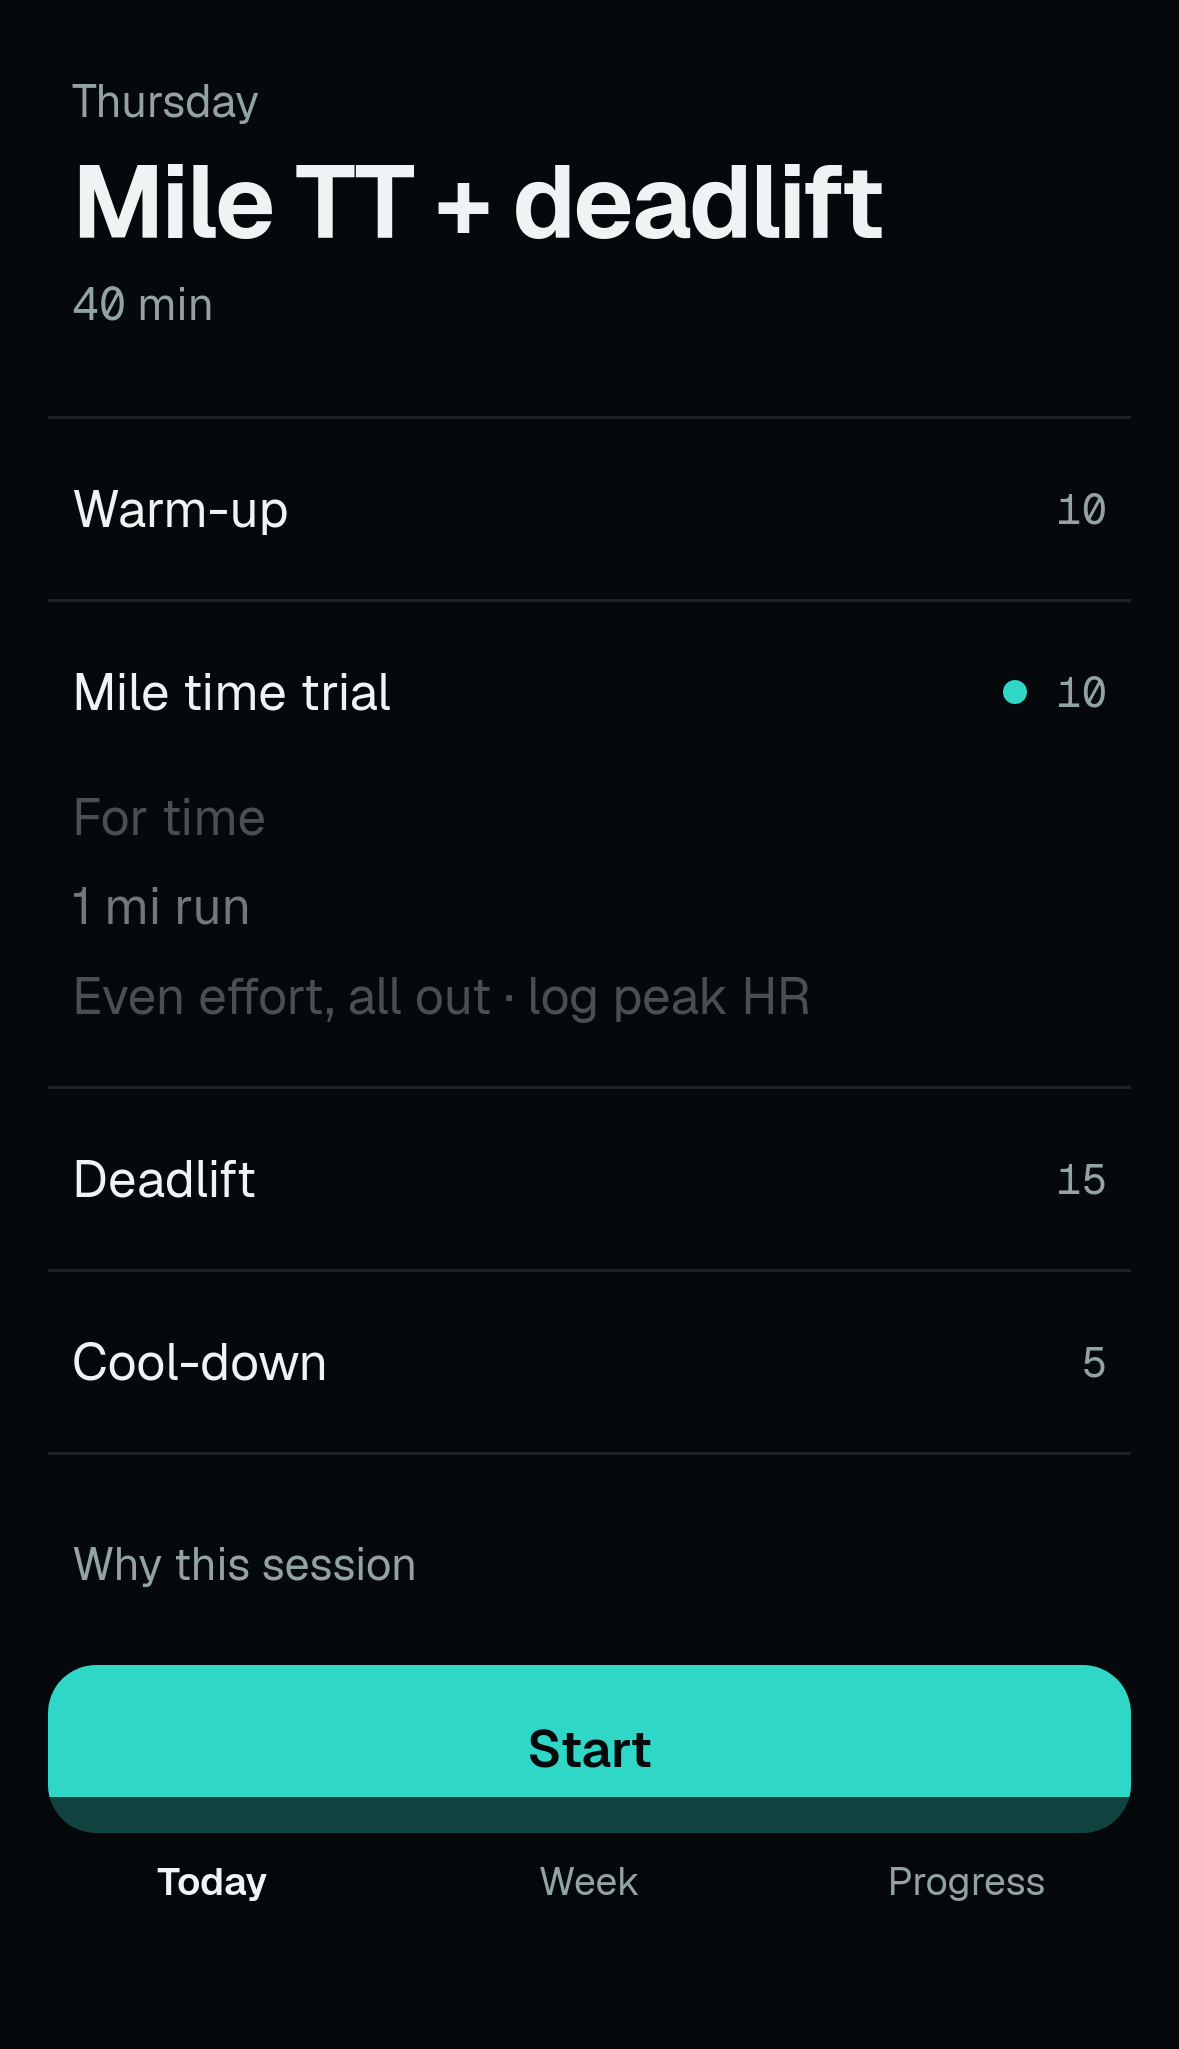 Thursday
Mile TT + deadlift
40 min
Warm-up 10
Mile time trial 10
For time
1 mi run
Even effort, all out · log peak HR
Deadlift 15
Cool-down 5
Why this session
Start
Today Week Progress